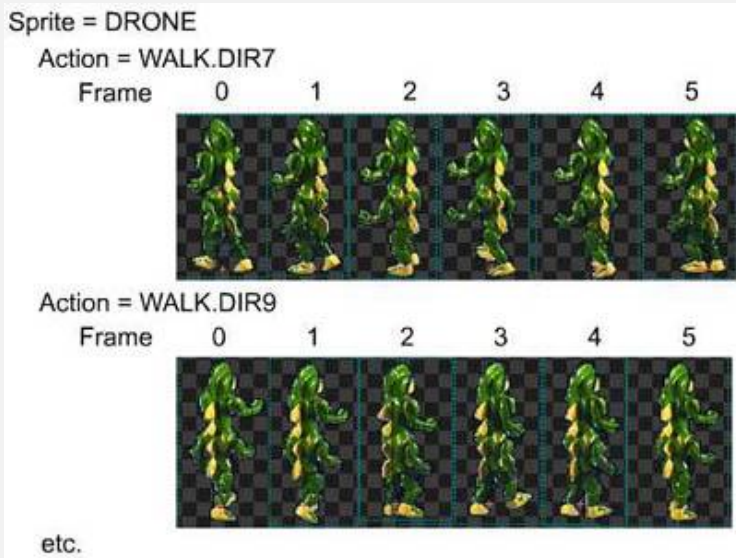 Sprite = DRONE
Action = WALK.DIR7
Frame 0 1 2 3 4 5
Action = WALK.DIR9
Frame 0 1 2 3 4 5
etc.